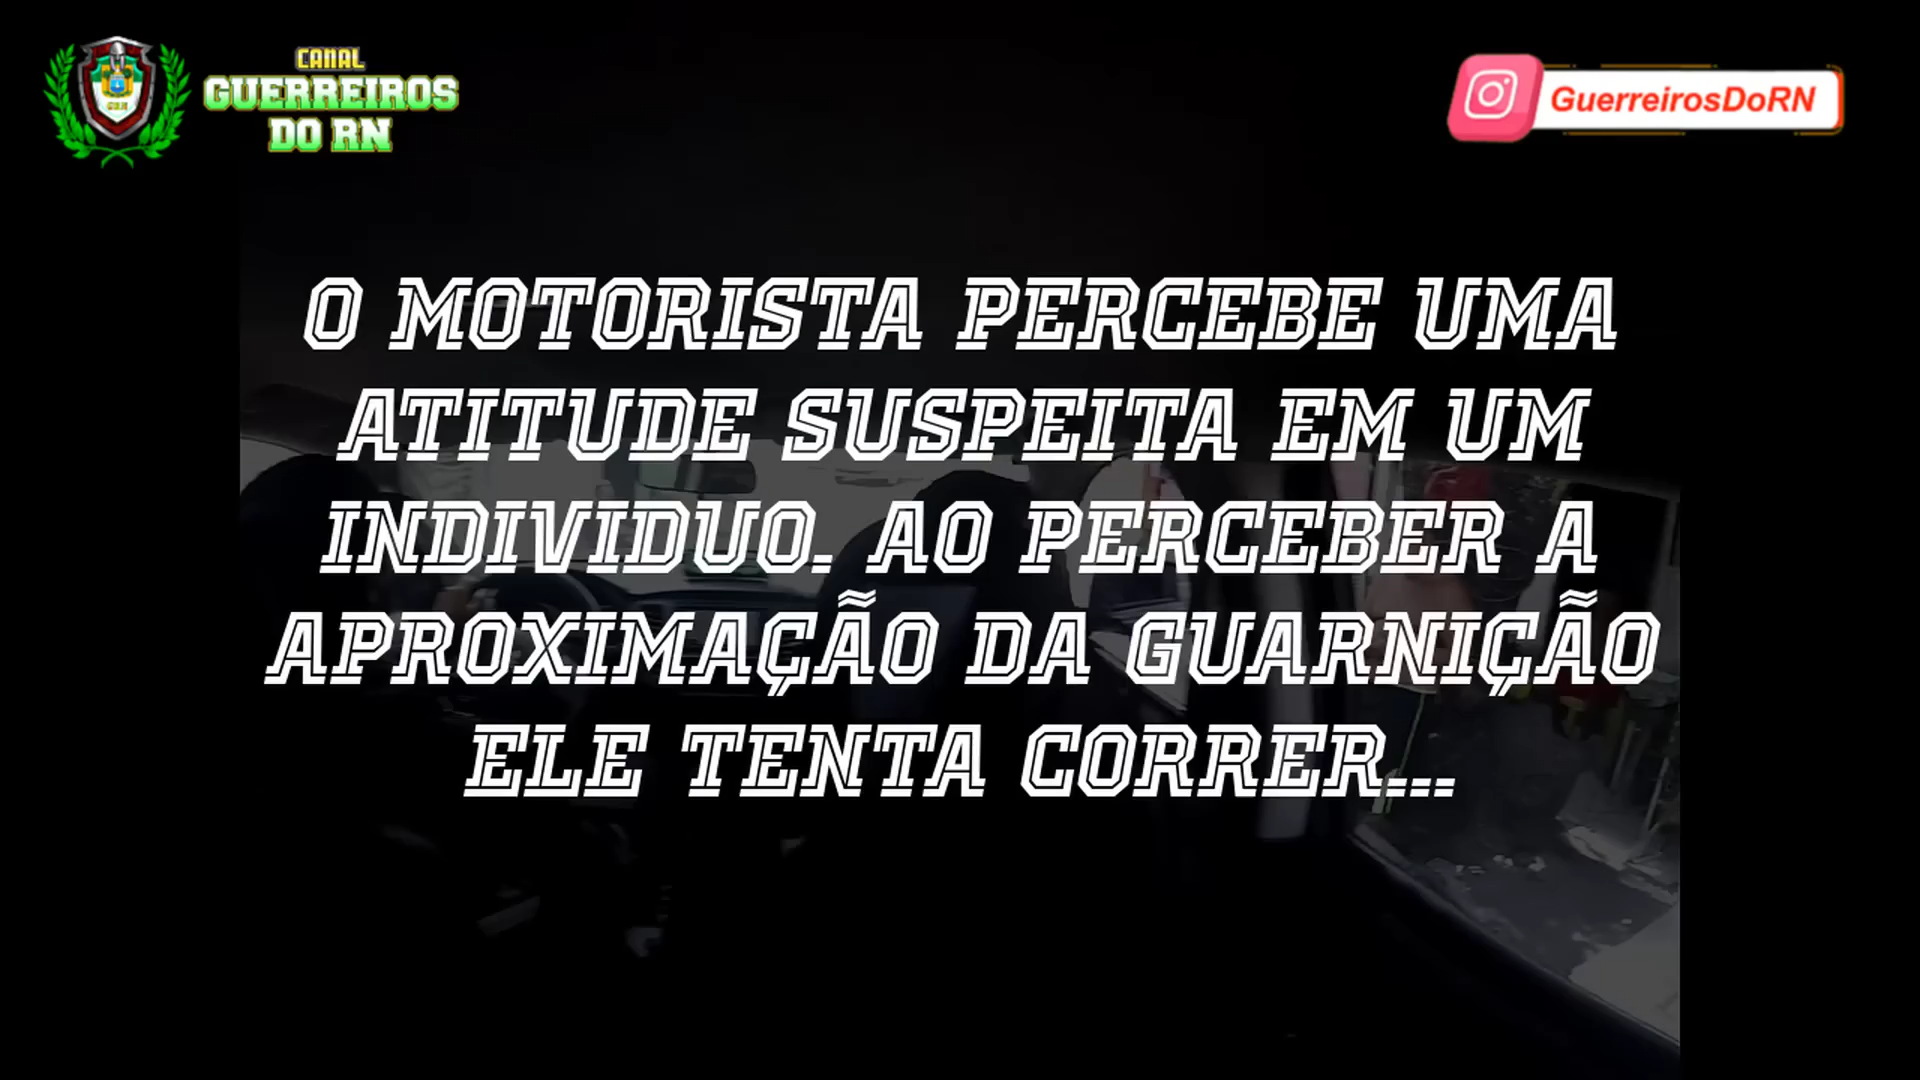 CANAL
GUERREIROS
DO RN
GuerreirosDoRN
O MOTORISTA PERCEBE UMA
ATITUDE SUSPEITA EM UM
INDIVIDUO. AO PERCEBER A
APROXIMAÇÃO DA GUARNIÇÃO
ELE TENTA CORRER...